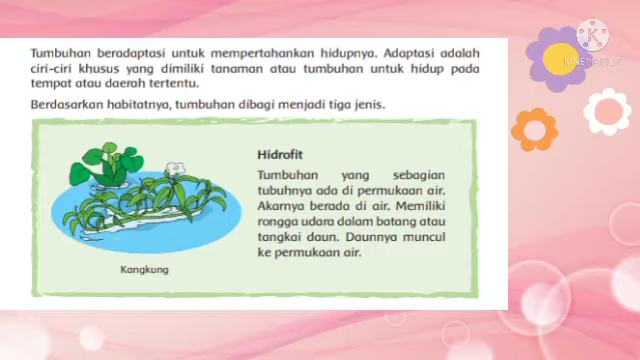 Tumbuhan beradaptasi untuk mempertahankan hidupnya. Adaptasi adalah
ciri-ciri khusus yang dimiliki tanaman atau tumbuhan untuk hidup pada
tempat atau daerah tertentu.
Berdasarkan habitatnya, tumbuhan dibagi menjadi tiga jenis.
Hidrofit
Tumbuhan yang sebagian
tubuhnya ada di permukaan air.
Akarnya berada di air. Memiliki
rongga udara dalam batang atau
tangkai daun. Daunnya muncul
ke permukaan air.
Kangkung
K
KINEMASTER